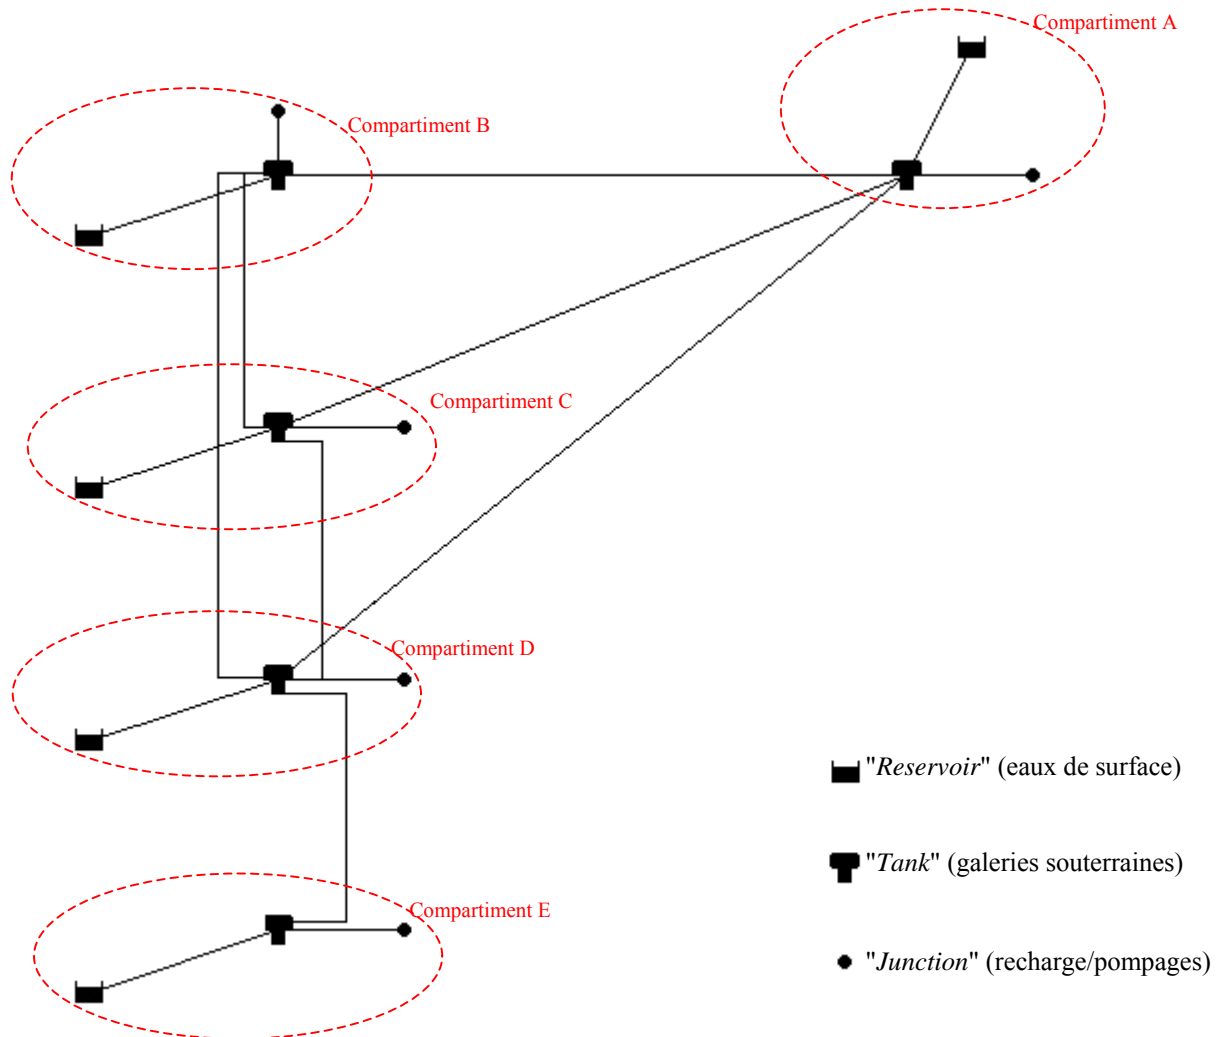 Compartiment A
Compartiment B
Compartiment C
Compartiment D
"Reservoir" (eaux de surface)
"Tank" (galeries souterraines)
Compartiment E
"Junction" (recharge/pompages)